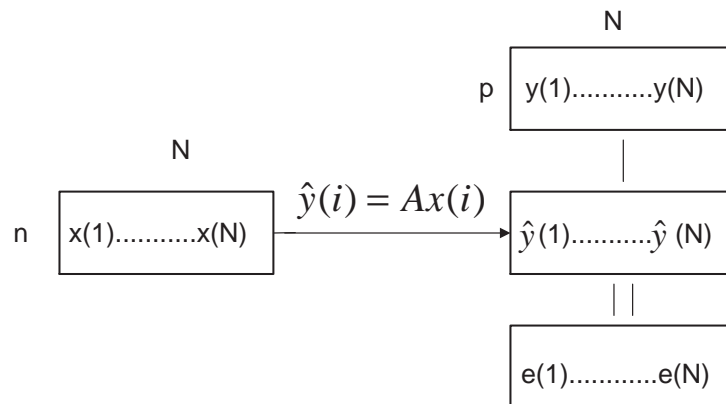 N
p y(1)...........y(N)
N
ŷ(i) = Ax(i)
n x(1)...........x(N)
ŷ(1)...........ŷ (N)
e(1)............e(N)